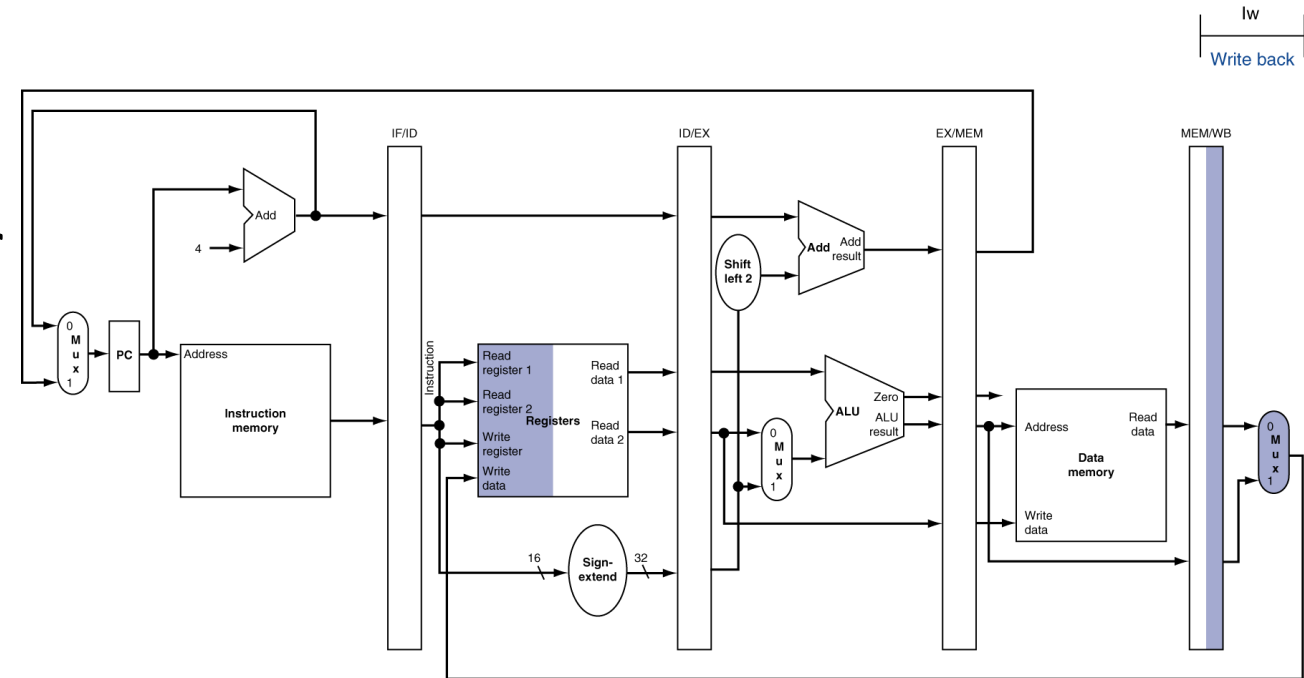 lw
Write back
IF/ID
ID/EX
EX/MEM
MEM/WB
Add
4
Shift
left 2
Add
Add
result
0
M
u
x
1
PC
Address
Instruction
memory
Instruction
Read
register 1
Read
register 2
Write
register
Write
data
Registers
Read
data 1
Read
data 2
16
Sign-
extend
32
0
M
u
x
1
ALU
Zero
ALU
result
Address
Write
data
Data
memory
Read
data
0
M
u
x
1